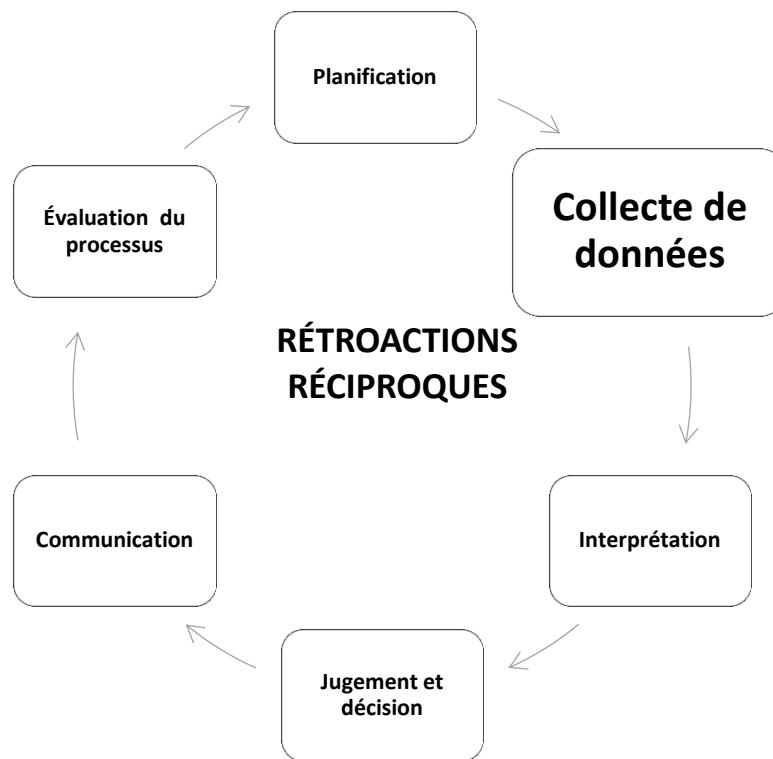 Planification
Collecte de
données
Évaluation du
processus
RÉTROACTIONS
RÉCIPROQUES
Communication
Interprétation
Jugement et
décision